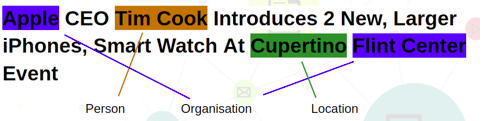 Apple CEO Tim Cook Introduces 2 New, Larger
iPhones, Smart Watch At Cupertino Flint Center
Event
Person Organisation Location